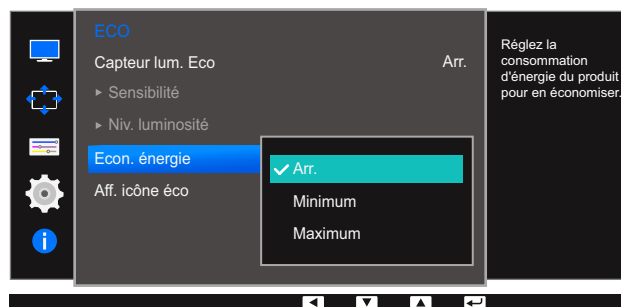 ECO
Capteur lum. Eco
Arr.
▸ Sensibilité
▸ Niv. luminosité
Econ. énergie
Aff. icône éco
Arr.
Minimum
Maximum
Réglez la
consommation
d'énergie du produit
pour en économiser.